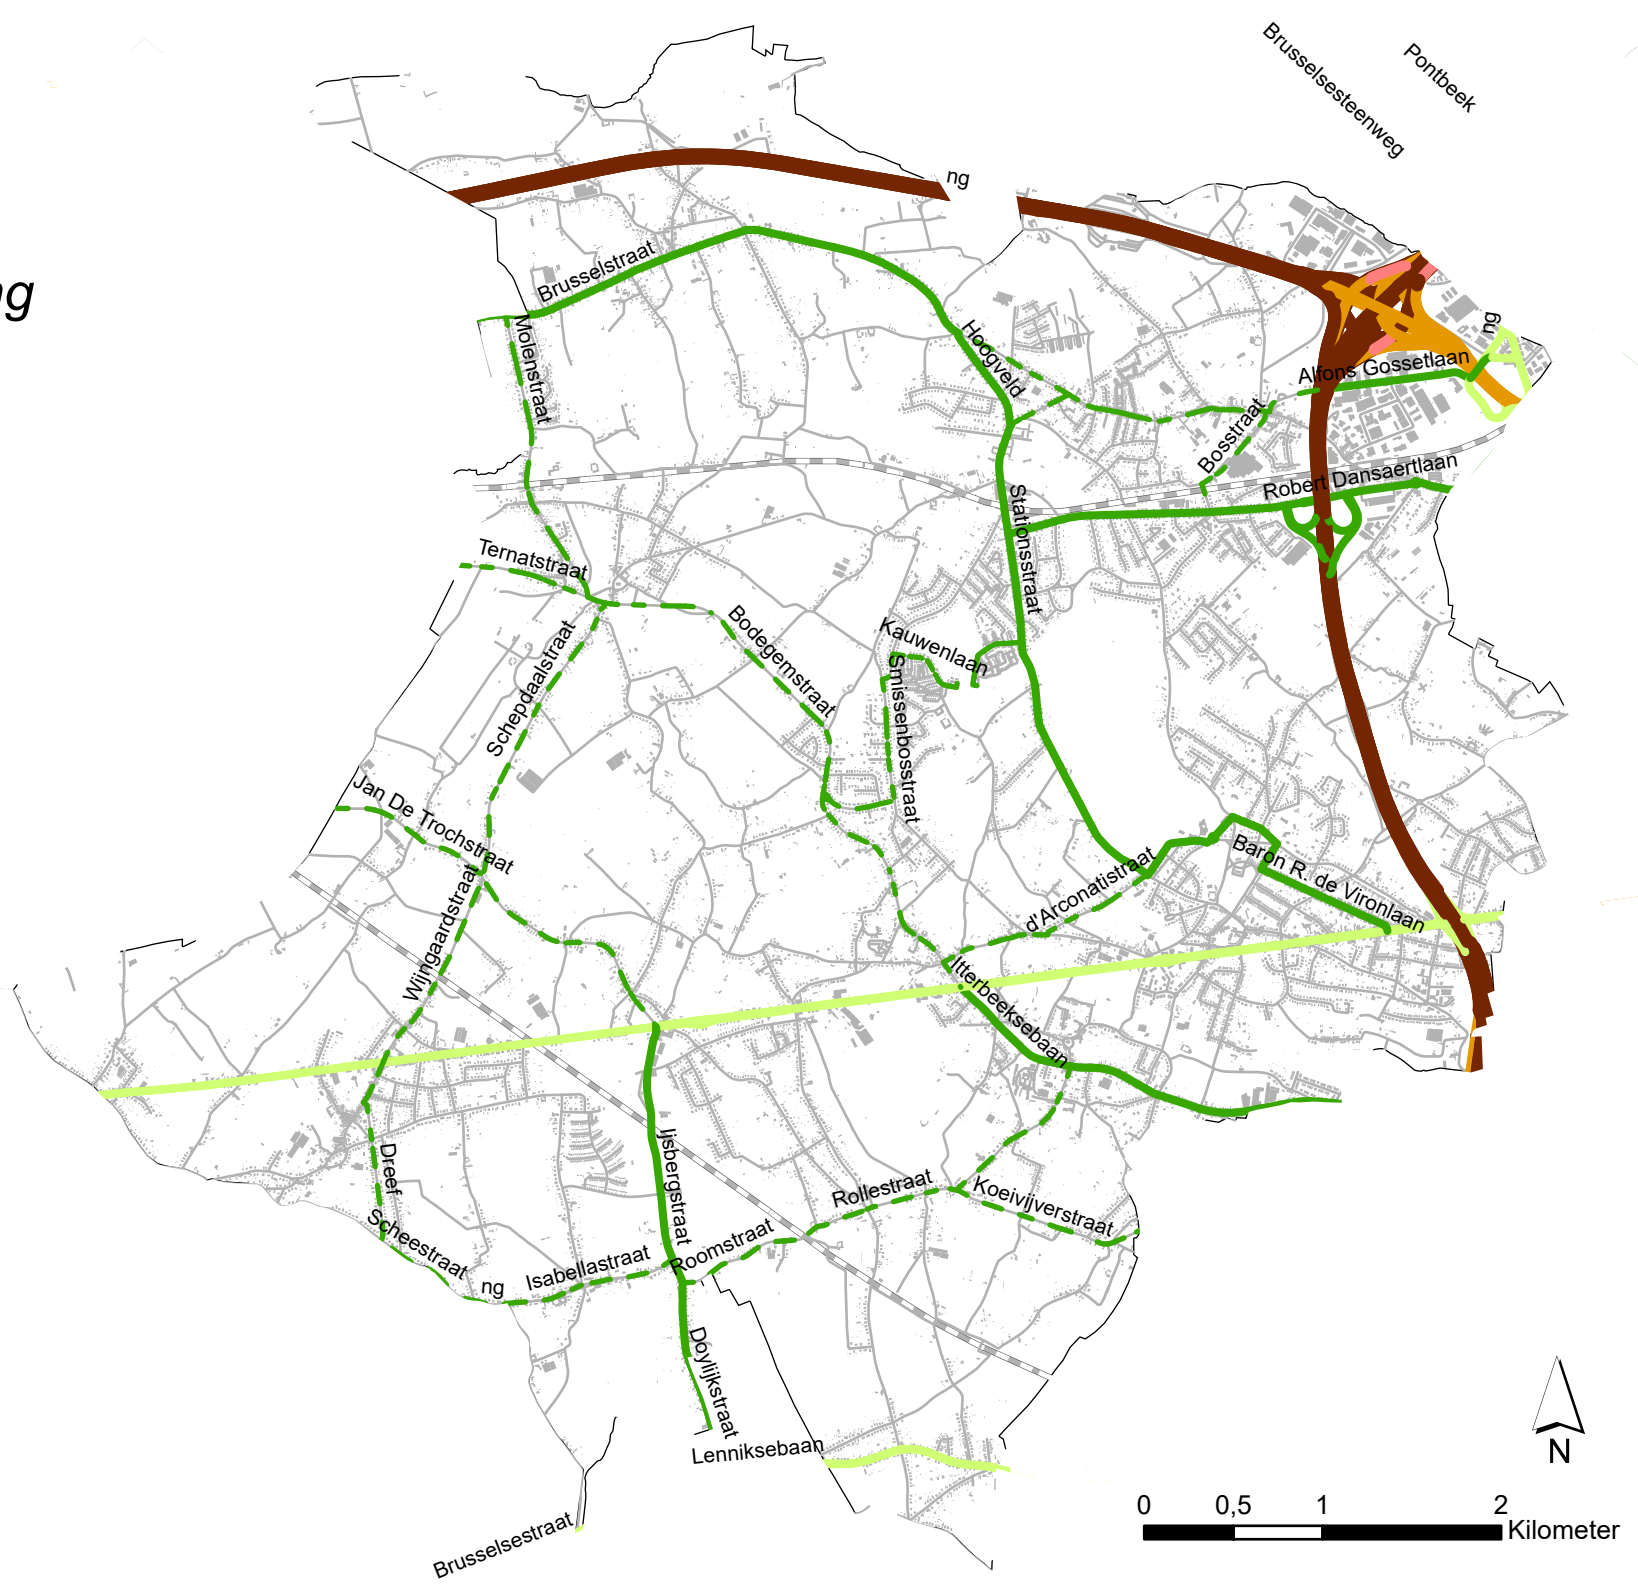 Brusselsesteenweg
Pontbeek
ng
ng
Brusselstraat
Molenstraat
Hoogveld
ng
Alfons Gossetlaan
Bosstraat
Robert Dansaertlaan
Stationsstraat
Ternatstraat
Bodegemstraat
Kauwenlaan
Smissenbosstraat
Schepdaalstraat
Jan De Trochstraat
Wijngaardstraat
Baron R. de Vironlaan
d'Arconatistraat
Itterbeeksebaan
Dreef
Ijsbergstraat
Rollestraat
Koeivijverstraat
Scheestraat
ng
Isabellastraat
Roomstraat
Doylijkstraat
Lenniksebaan
Brusselsestraat
N
0 0,5 1 2
Kilometer